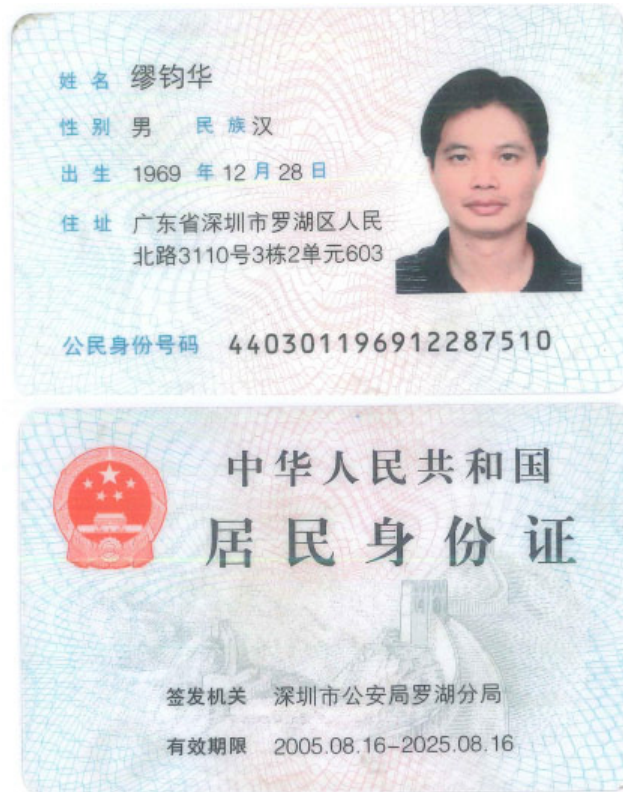 姓名 缪钧华
性别 男 民族 汉
出生 1969 年 12 月 28 日
住址 广东省深圳市罗湖区人民
北路3110号3栋2单元603
公民身份号码 440301196912287510
中华人民共和国
居民身份证
签发机关 深圳市公安局罗湖分局
有效期限 2005.08.16-2025.08.16